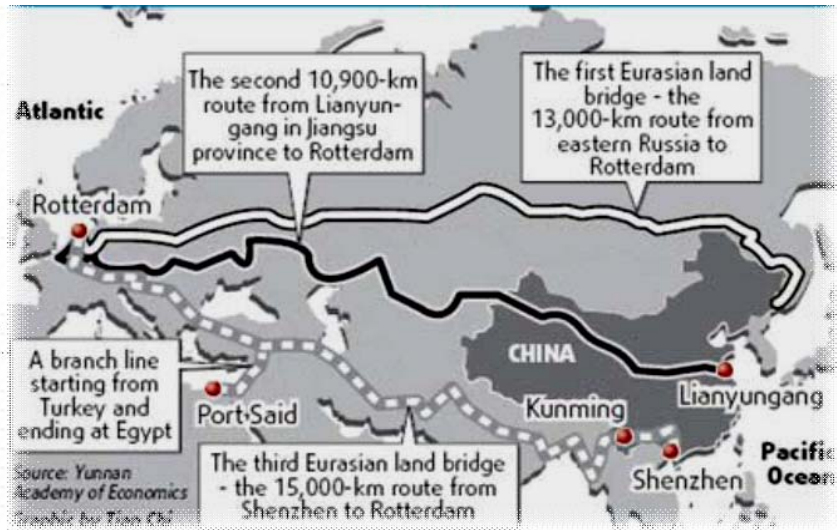 The second 10,900-km
route from Lianyun-
gang in Jiangsu
province to Rotterdam
The first Eurasian land
bridge - the
13,000-km route from
eastern Russia to
Rotterdam
Atlantic
Rotterdam
CHINA
Lianyungang
A branch line
starting from
Turkey and
ending at Egypt
Port Said
Kunming
Shenzhen
Pacific
Ocean
The third Eurasian land bridge
- the 15,000-km route from
Shenzhen to Rotterdam
Source: Yunnan
Academy of Economics
Graphic by